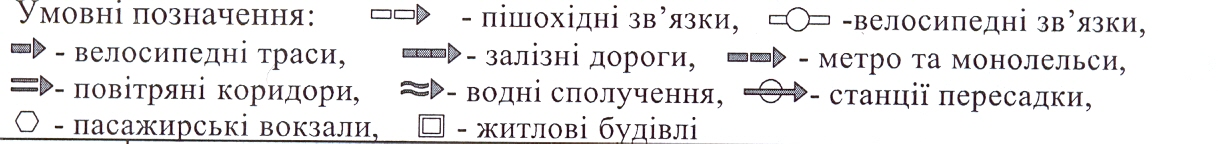 Умовні позначення: - пішохідні зв’язки, -велосипедні зв’язки,
- велосипедні траси, - залізні дороги, - метро та монолельси,
- повітряні коридори, - водні сполучення, - станції пересадки,
- пасажирські вокзали, - житлові будівлі